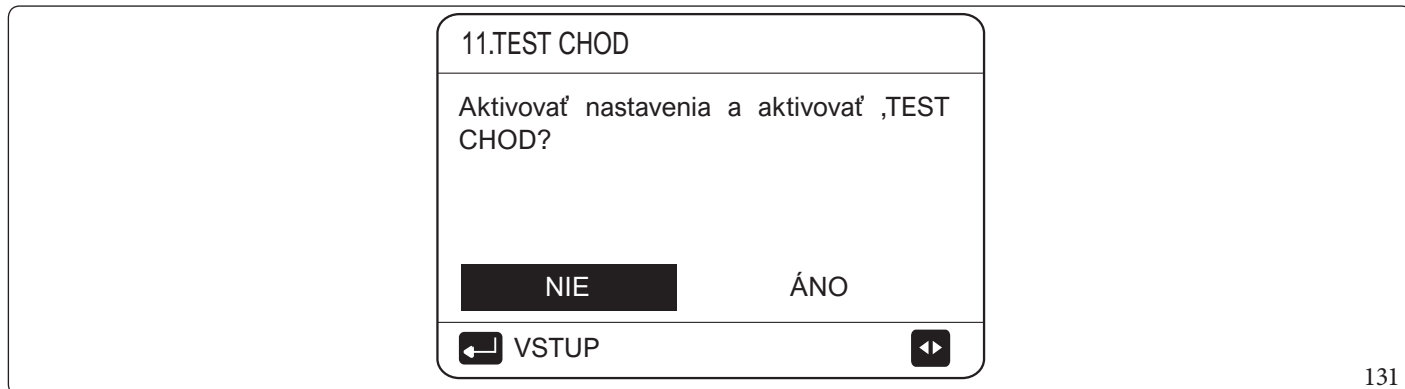 11.TEST CHOD
Aktivovať nastavenia a aktivovať ,TEST
CHOD?
NIE ÁNO
VSTUP
131